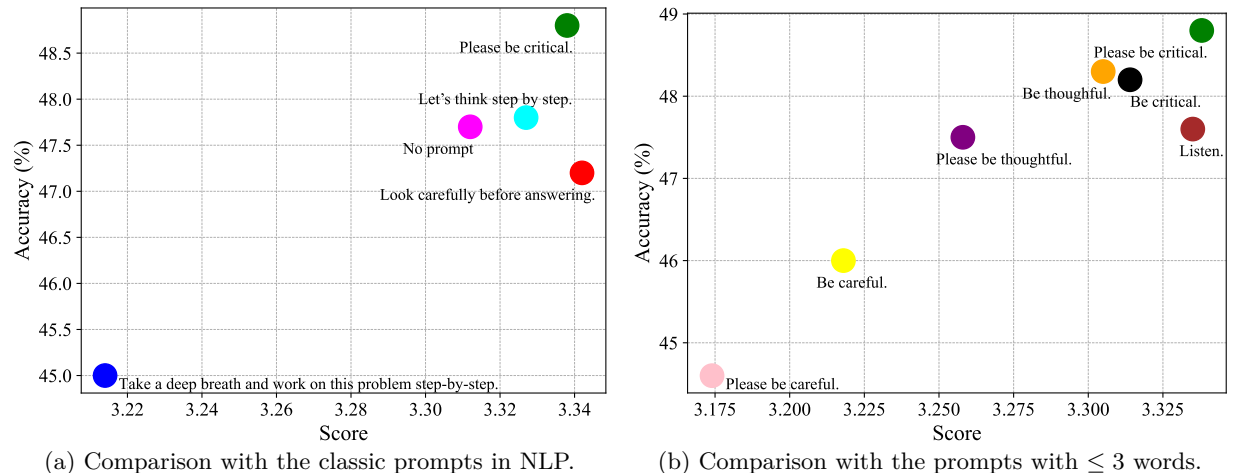 48.5
48.0
47.5
47.0
46.5
46.0
45.5
45.0
Accuracy (%)
Please be critical.
Let's think step by step.
No prompt
Look carefully before answering.
Take a deep breath and work on this problem step-by-step.
3.22 3.24 3.26 3.28 3.30 3.32 3.34
Score
(a) Comparison with the classic prompts in NLP.
49
48
47
46
45
Accuracy (%)
Please be critical.
Be thoughful.
Be critical.
Listen.
Please be thoughtful.
Be careful.
Please be careful.
3.175 3.200 3.225 3.250 3.275 3.300 3.325
Score
(b) Comparison with the prompts with ≤ 3 words.